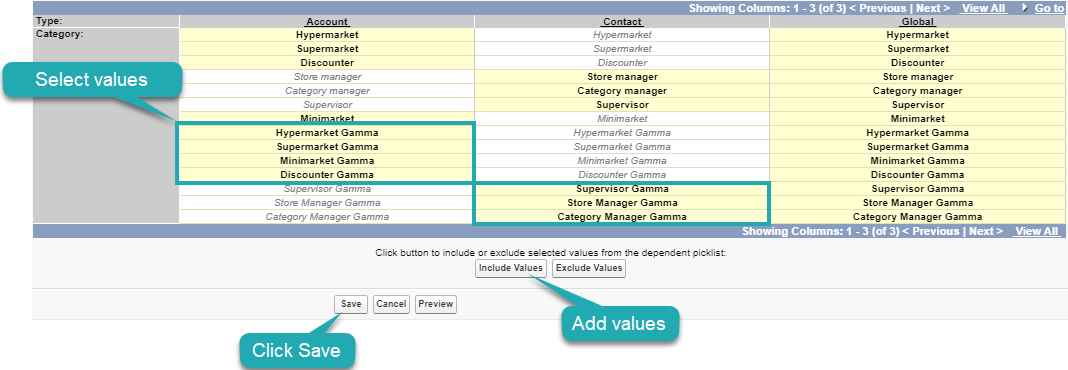 Showing Columns: 1 - 3 (of 3) < Previous | Next > View All Go to
Type: Account Contact Global
Category: Hypermarket Hypermarket Hypermarket
Supermarket Supermarket Supermarket
Discounter Discounter Discounter
Store manager Store manager Store manager
Select values
Category manager Category manager Category manager
Supervisor Supervisor Supervisor
Minimarket Minimarket Minimarket
Hypermarket Gamma Hypermarket Gamma Hypermarket Gamma
Supermarket Gamma Supermarket Gamma Supermarket Gamma
Minimarket Gamma Minimarket Gamma Minimarket Gamma
Discounter Gamma Discounter Gamma Discounter Gamma
Supervisor Gamma Supervisor Gamma Supervisor Gamma
Store Manager Gamma Store Manager Gamma Store Manager Gamma
Category Manager Gamma Category Manager Gamma Category Manager Gamma
Showing Columns: 1 - 3 (of 3) < Previous | Next > View All
Click button to include or exclude selected values from the dependent picklist:
Include Values Exclude Values
Save Cancel Preview
Add values
Click Save